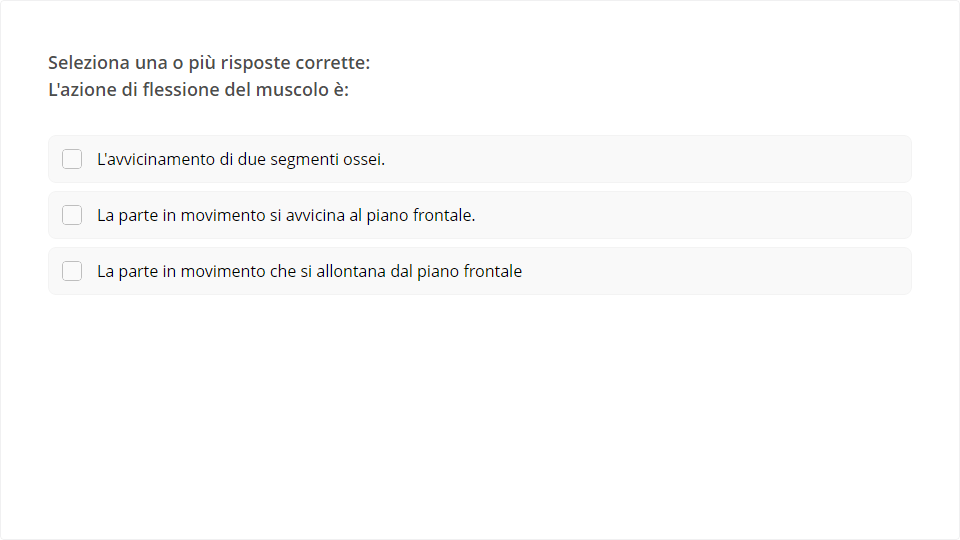 Seleziona una o più risposte corrette:
L'azione di flessione del muscolo è:
L'avvicinamento di due segmenti ossei.
La parte in movimento si avvicina al piano frontale.
La parte in movimento che si allontana dal piano frontale